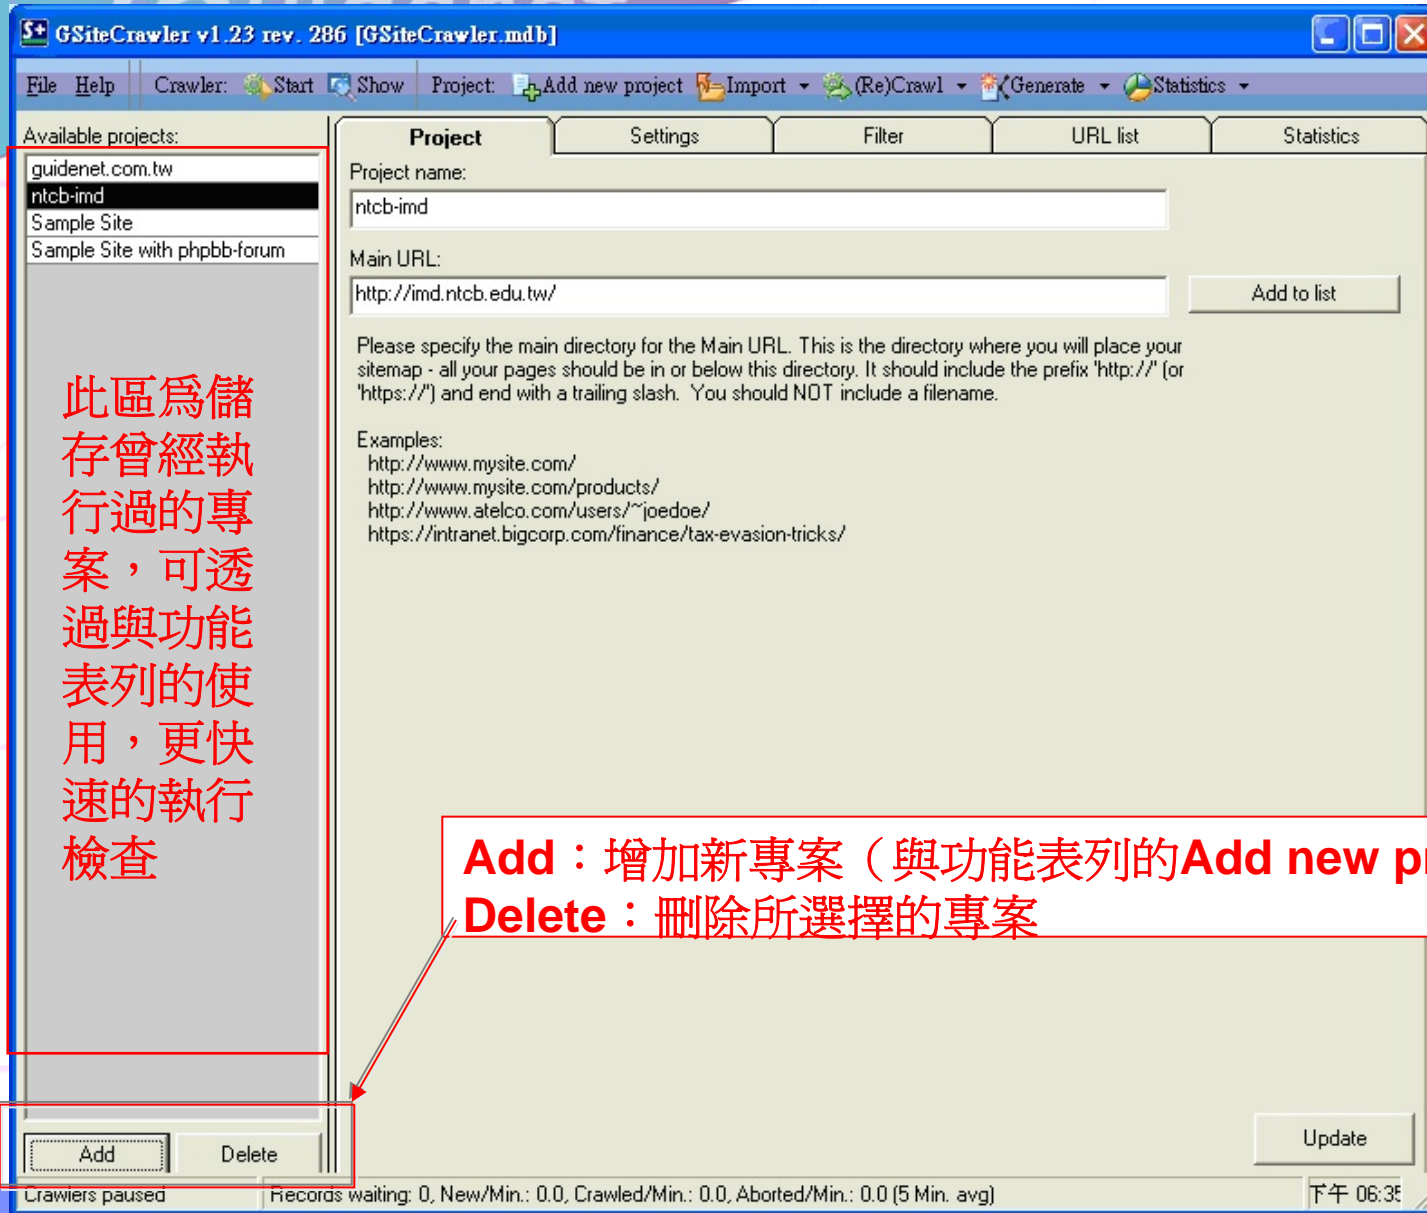 GSiteCrawler v1.23 rev. 286 [GSiteCrawler.mdb]
File Help Crawler: Start Show Project: Add new project Import (Re)Crawl Generate Statistics
Available projects:
guidenet.com.tw
ntcb-imd
Sample Site
Sample Site with phpbb-forum
此區為儲
存曾經執
行過的專
案，可透
過與功能
表列的使
用，更快
速的執行
檢查
Add Delete
Project Settings Filter URL list Statistics
Project name:
ntcb-imd
Main URL:
http://imd.ntcb.edu.tw/
Add to list
Please specify the main directory for the Main URL. This is the directory where you will place your
sitemap - all your pages should be in or below this directory. It should include the prefix 'http://' (or
'https://') and end with a trailing slash. You should NOT include a filename.
Examples:
http://www.mysite.com/
http://www.mysite.com/products/
http://www.atelco.com/users/~joedoe/
https://intranet.bigcorp.com/finance/tax-evasion-tricks/
Add：增加新專案（與功能表列的Add new
Delete：刪除所選擇的專案
Update
Crawlers paused
Records waiting: 0, New/Min.: 0.0, Crawled/Min.: 0.0, Aborted/Min.: 0.0 (5 Min. avg)
下午 06:35